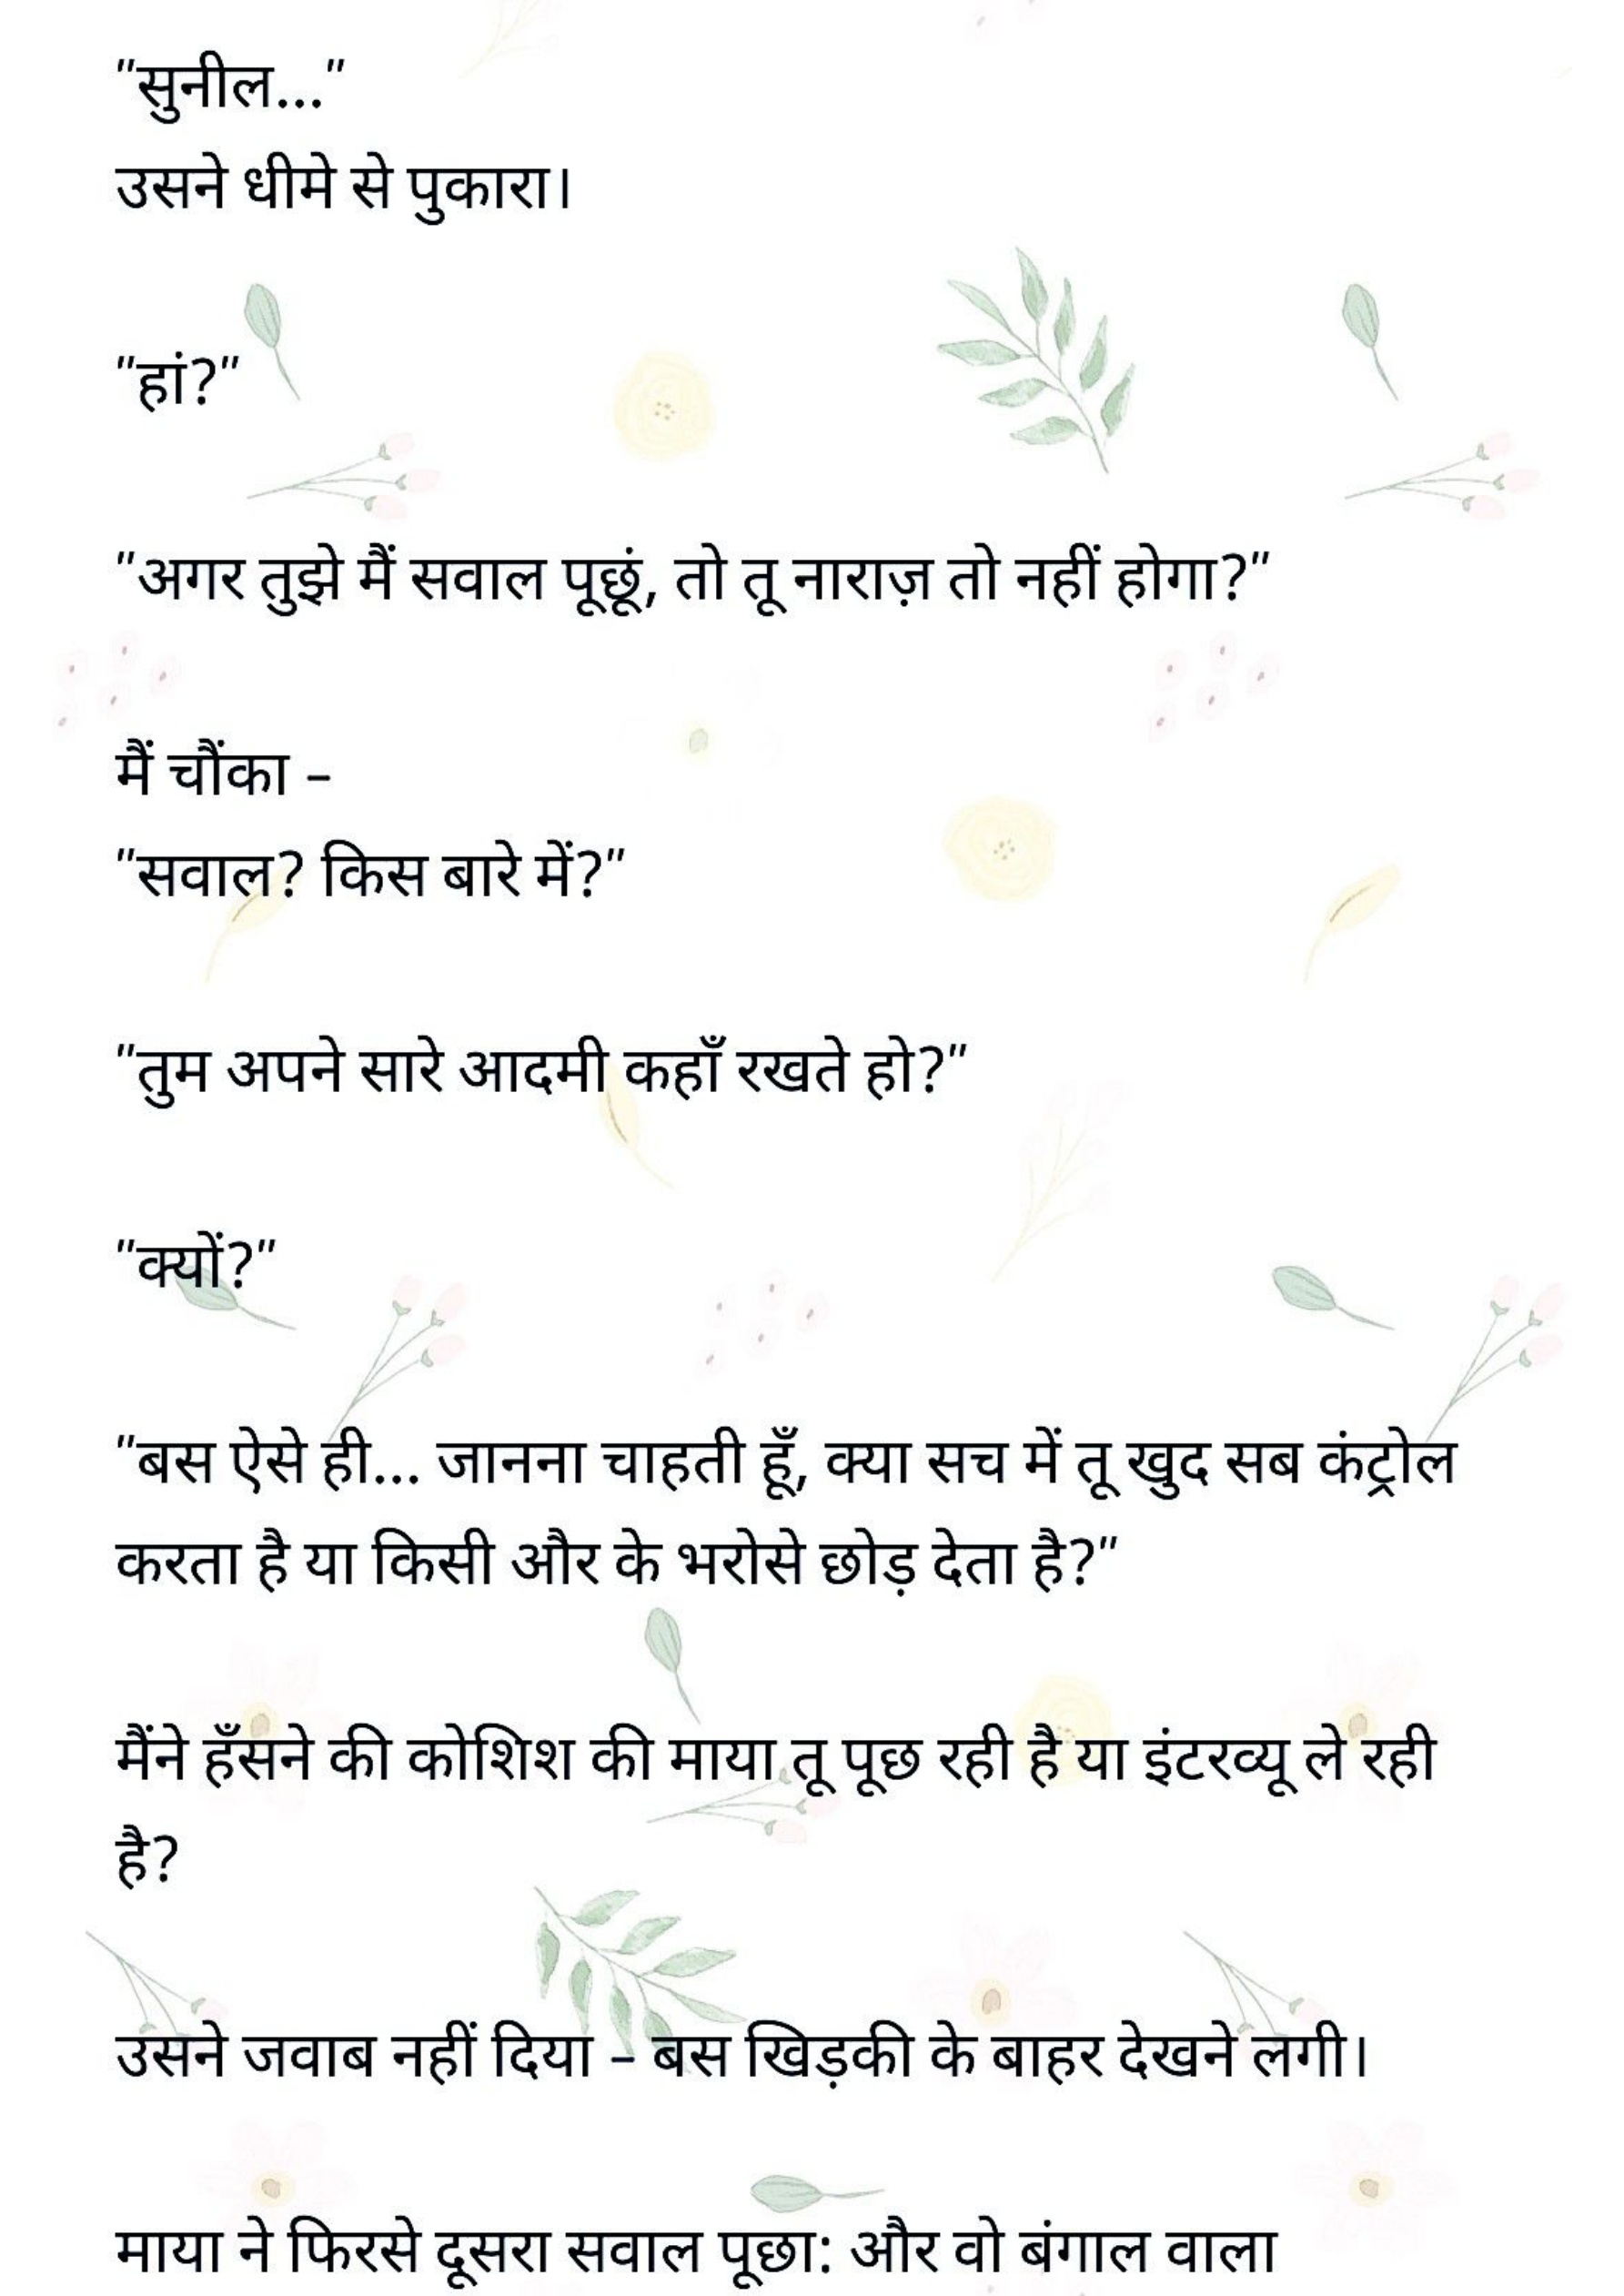 "सुनील..."
उसने धीमे से पुकारा।
"हां?"
"अगर तुझे मैं सवाल पूछूं, तो तू नाराज़ तो नहीं होगा?"
मैं चौंका –
"सवाल? किस बारे में?"
"तुम अपने सारे आदमी कहाँ रखते हो?"
"क्यों?"
"बस ऐसे ही... जानना चाहती हूँ, क्या सच में तू खुद सब कंट्रोल
करता है या किसी और के भरोसे छोड़ देता है?"
मैंने हँसने की कोशिश की माया तू पूछ रही है या इंटरव्यू ले रही
है?
उसने जवाब नहीं दिया – बस खिड़की के बाहर देखने लगी।
माया ने फिरसे दूसरा सवाल पूछा: और वो बंगाल वाला